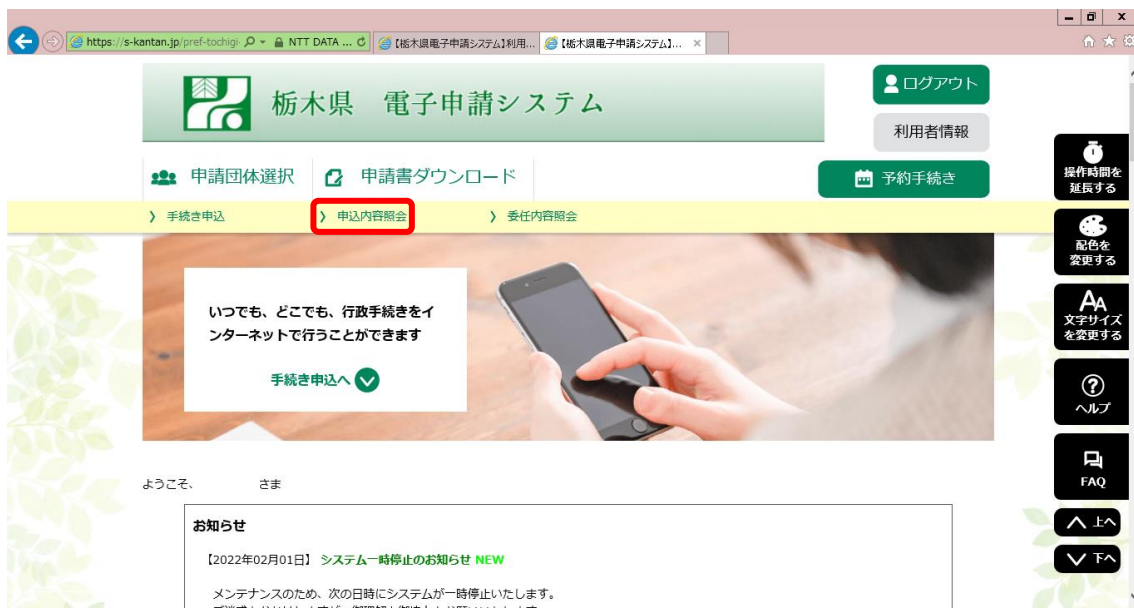 https://s-kantan.jp/pref-tochigi
NTT DATA ...
【栃木県電子申請システム】利用...
【栃木県電子申請システム】...
栃木県 電子申請システム
ログアウト
利用者情報
申請団体選択
申請書ダウンロード
予約手続き
手続き申込
申込内容照会
委任内容照会
いつでも、どこでも、行政手続きをイ
ンターネットで行うことができます
手続き申込へ
操作時間を
延長する
配色を
変更する
AA
文字サイズ
を変更する
?
ヘルプ
FAQ
上へ
下へ
ようこそ、 さま
お知らせ
【2022年02月01日】 システム一時停止のお知らせ NEW
メンテナンスのため、次の日時にシステムが一時停止いたします。